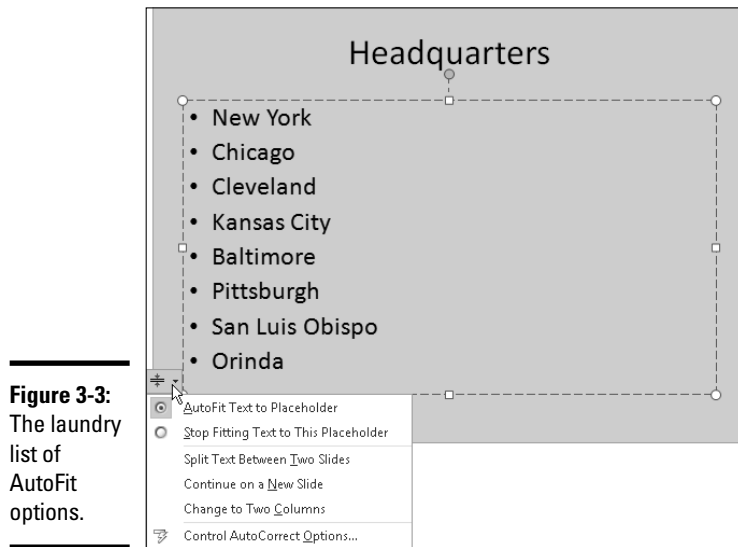 Headquarters
• New York
• Chicago
• Cleveland
• Kansas City
• Baltimore
• Pittsburgh
• San Luis Obispo
• Orinda
AutoFit Text to Placeholder
Stop Fitting Text to This Placeholder
Split Text Between Two Slides
Continue on a New Slide
Change to Two Columns
Control AutoCorrect Options...
Figure 3-3:
The laundry
list of
AutoFit
options.